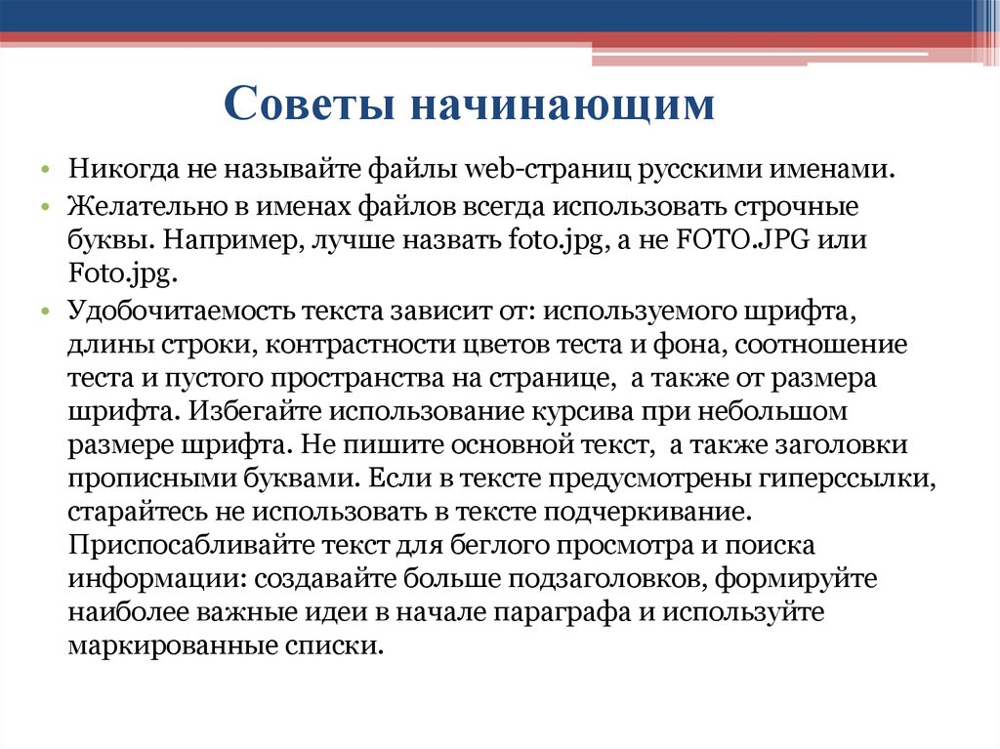 Советы начинающим
• Никогда не называйте файлы web-страниц русскими именами.
• Желательно в именах файлов всегда использовать строчные
буквы. Например, лучше назвать foto.jpg, а не FOTO.JPG или
Foto.jpg.
• Удобочитаемость текста зависит от: используемого шрифта,
длины строки, контрастности цветов теста и фона, соотношение
теста и пустого пространства на странице,  а также от размера
шрифта. Избегайте использование курсива при небольшом
размере шрифта. Не пишите основной текст,  а также заголовки
прописными буквами. Если в тексте предусмотрены гиперссылки,
старайтесь не использовать в тексте подчеркивание.
Приспосабливайте текст для беглого просмотра и поиска
информации: создавайте больше подзаголовков, формируйте
наиболее важные идеи в начале параграфа и используйте
маркированные списки.